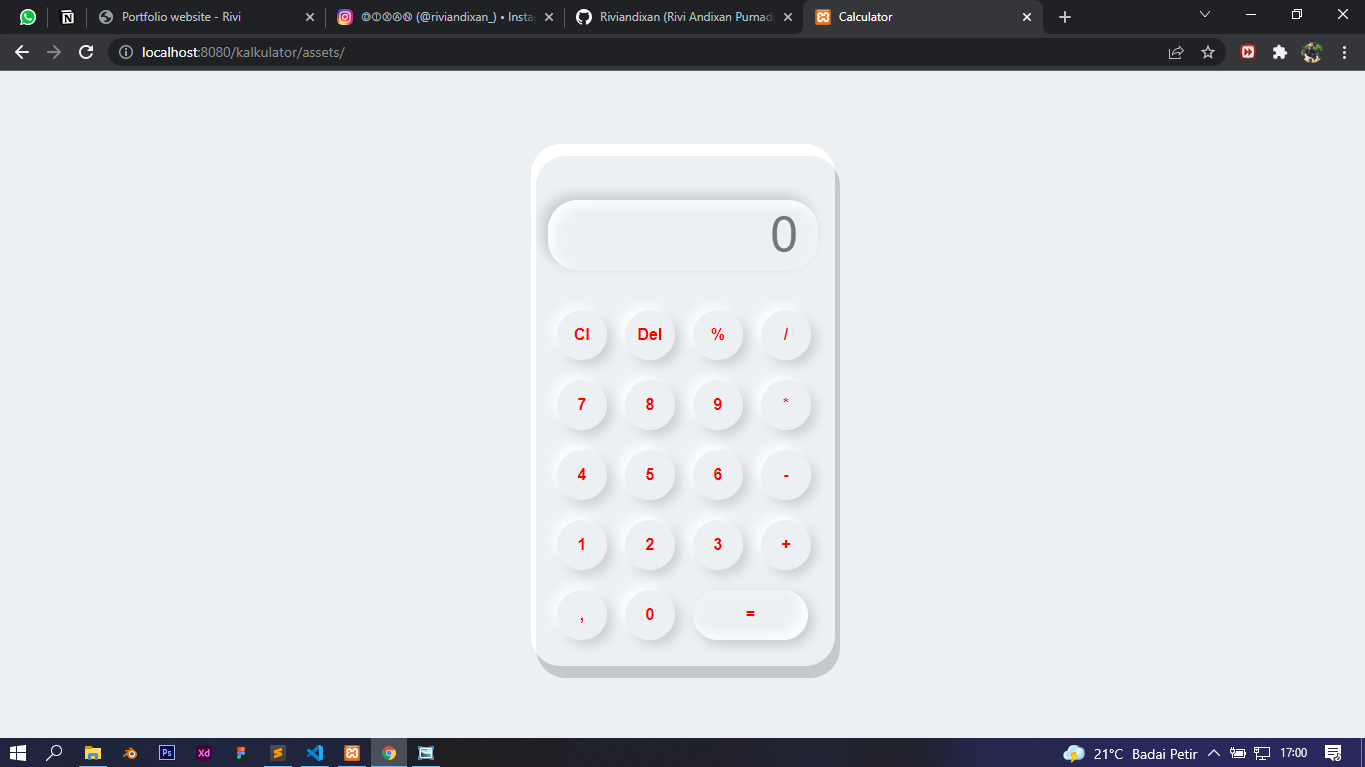 Portfolio website - Rivi
ⓇⒾⓋⒾⒶⓃ (@riviandixan_) • Insta
Riviandixan (Rivi Andixan Purnad
Calculator
localhost:8080/kalkulator/assets/
0
Cl Del % /
7 8 9 *
4 5 6 -
1 2 3 +
, 0 =
Ps Xd 21°C Badai Petir 17:00